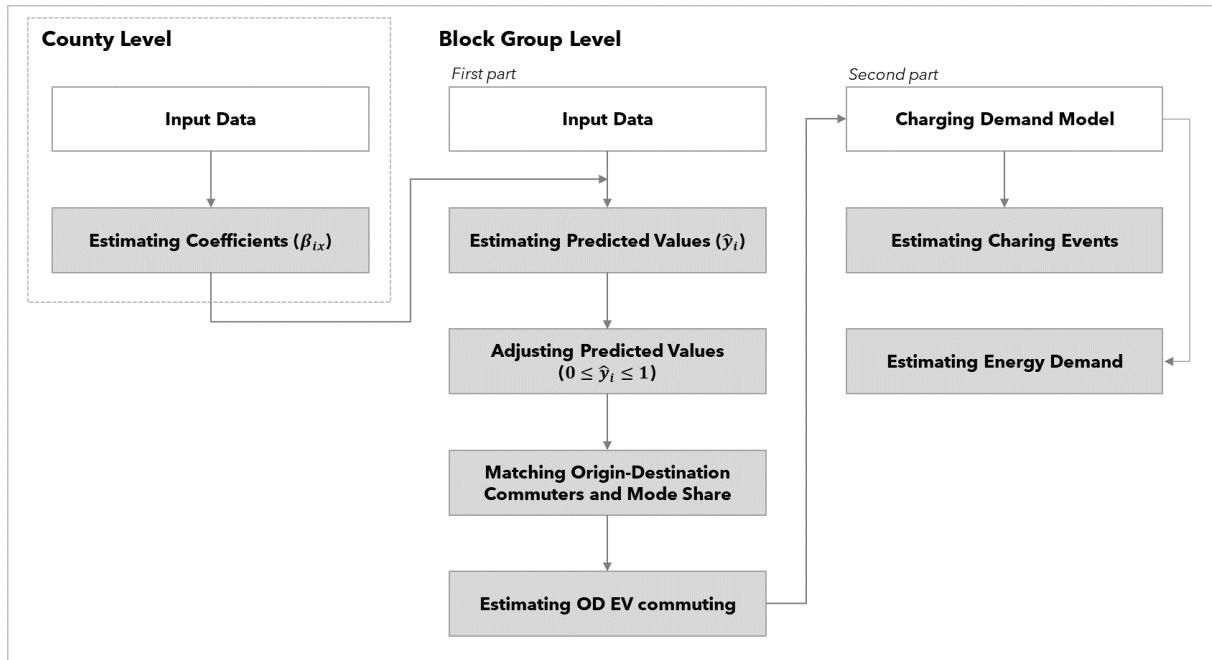 County Level
Input Data
Estimating Coefficients (β_ix)
Block Group Level
First part
Input Data
Estimating Predicted Values (ŷ_i)
Adjusting Predicted Values
(0 ≤ ŷ_i ≤ 1)
Matching Origin-Destination
Commuters and Mode Share
Estimating OD EV commuting
Second part
Charging Demand Model
Estimating Charing Events
Estimating Energy Demand